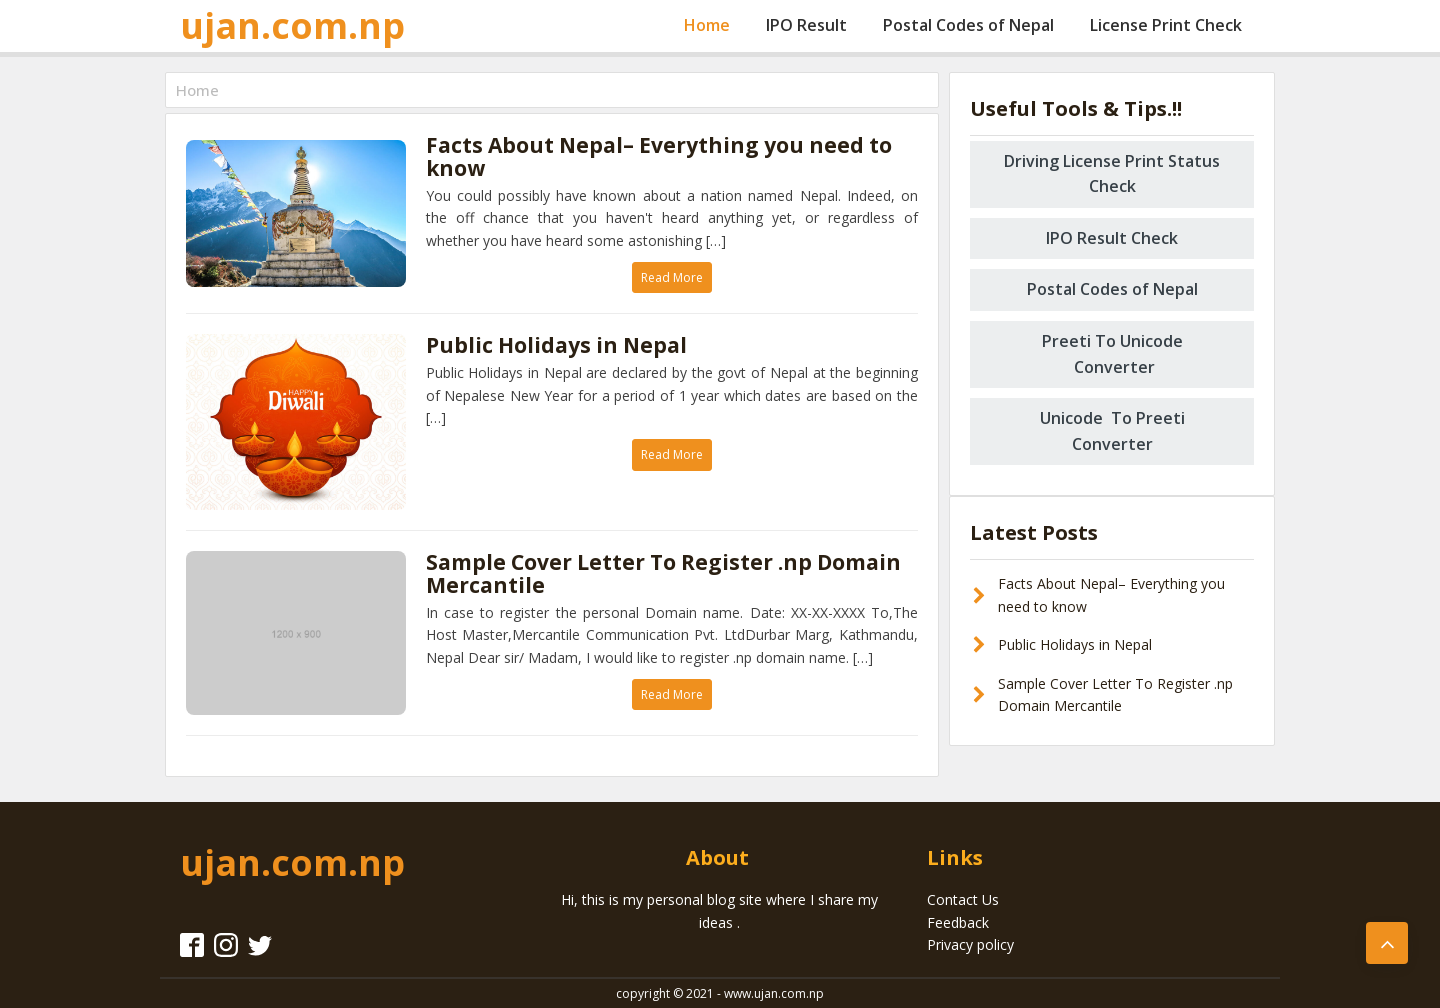 ujan.com.np
Home IPO Result Postal Codes of Nepal License Print Check
Home
Facts About Nepal– Everything you need to
know
You could possibly have known about a nation named Nepal. Indeed, on
the off chance that you haven't heard anything yet, or regardless of
whether you have heard some astonishing […]
Read More
HAPPY
Diwali
Public Holidays in Nepal
Public Holidays in Nepal are declared by the govt of Nepal at the beginning
of Nepalese New Year for a period of 1 year which dates are based on the
[…]
Read More
1200 x 900
Sample Cover Letter To Register .np Domain
Mercantile
In case to register the personal Domain name. Date: XX-XX-XXXX To,The
Host Master,Mercantile Communication Pvt. LtdDurbar Marg, Kathmandu,
Nepal Dear sir/ Madam, I would like to register .np domain name. […]
Read More
Useful Tools & Tips.!!
Driving License Print Status
Check
IPO Result Check
Postal Codes of Nepal
Preeti To Unicode
Converter
Unicode  To Preeti
Converter
Latest Posts
Facts About Nepal– Everything you
need to know
Public Holidays in Nepal
Sample Cover Letter To Register .np
Domain Mercantile
ujan.com.np
About
Hi, this is my personal blog site where I share my
ideas .
Links
Contact Us
Feedback
Privacy policy
copyright © 2021 - www.ujan.com.np